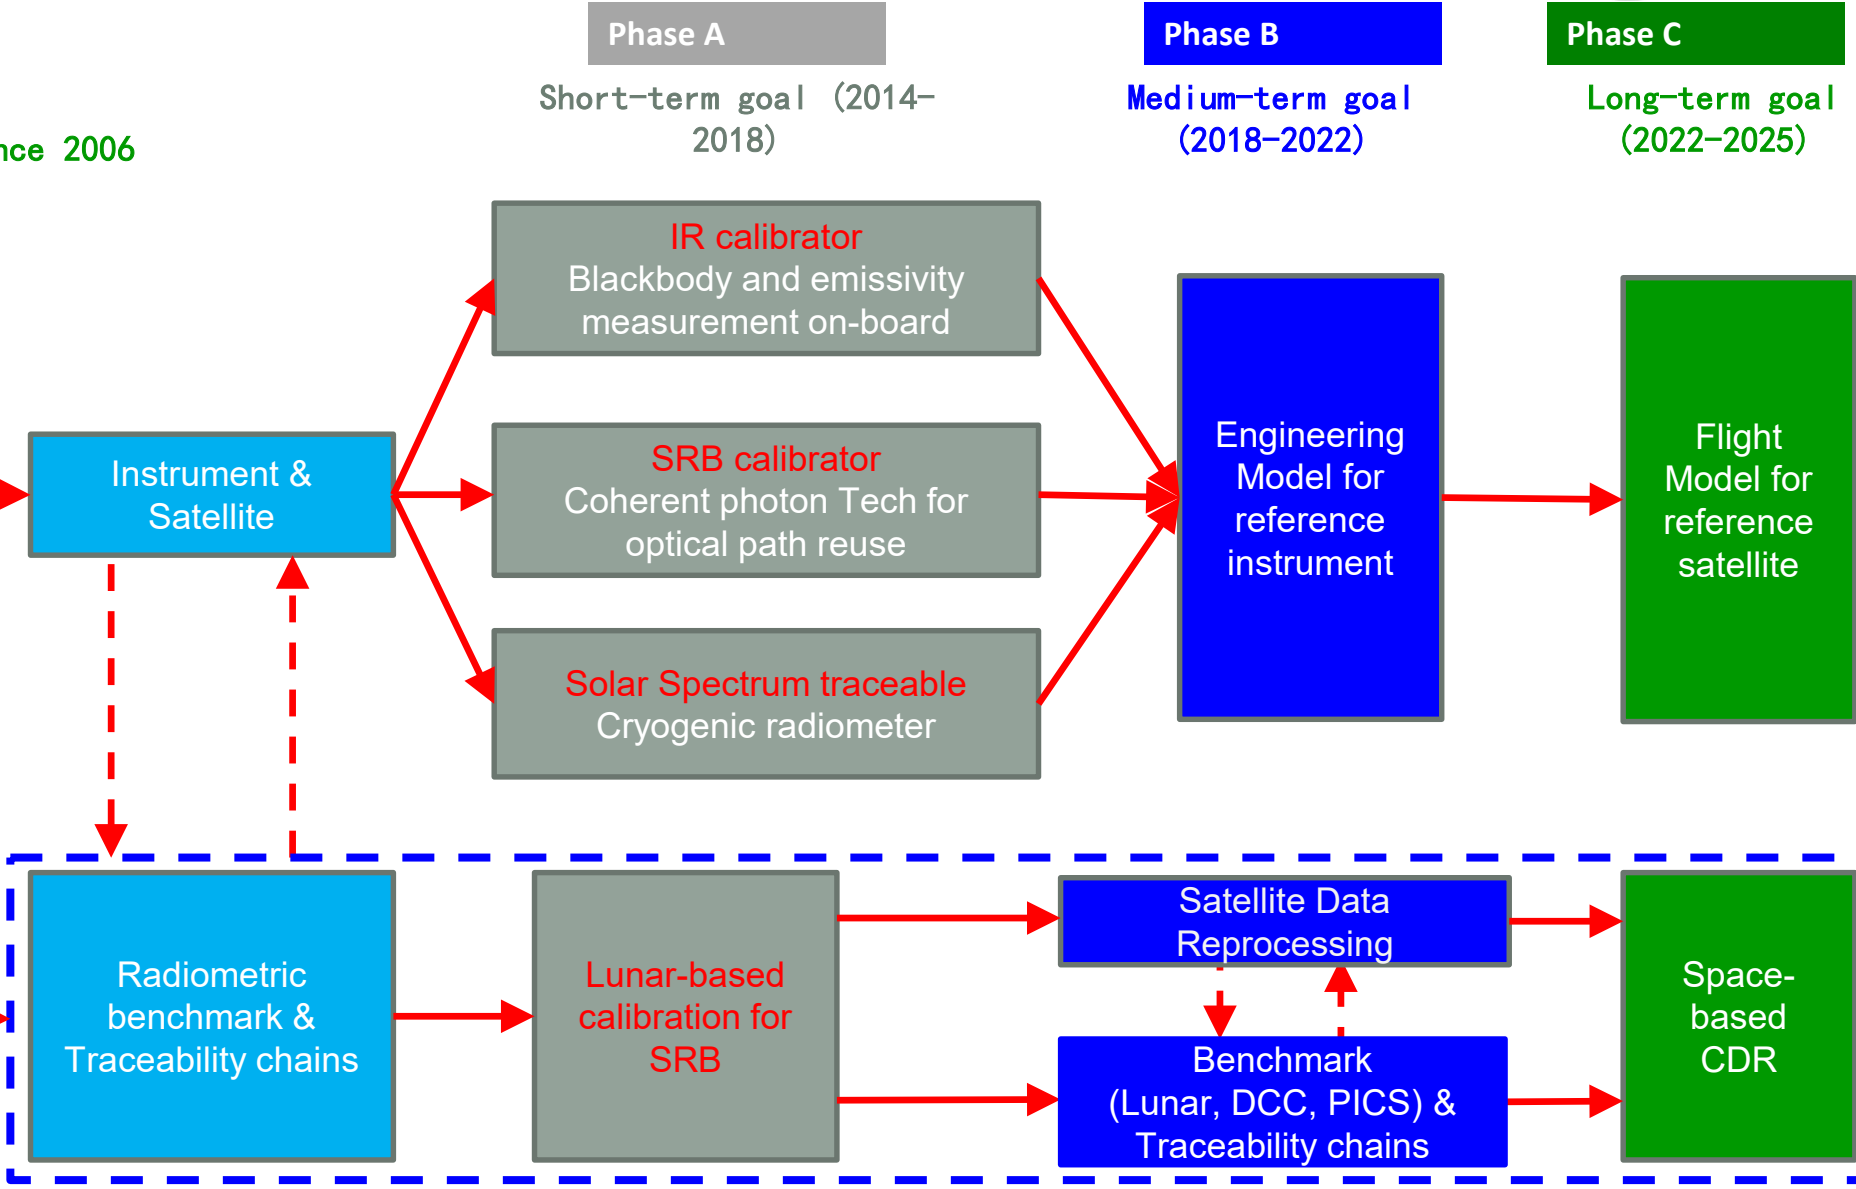 Phase A
Phase B
Phase C
Short-term goal (2014-
2018)
Medium-term goal
(2018-2022)
Long-term goal
(2022-2025)
2006
IR calibrator
Blackbody and emissivity
measurement on-board
Instrument &
Satellite
SRB calibrator
Coherent photon Tech for
optical path reuse
Solar Spectrum traceable
Cryogenic radiometer
Engineering
Model for
reference
instrument
Flight
Model for
reference
satellite
Radiometric
benchmark &
Traceability chains
Lunar-based
calibration for
SRB
Satellite Data
Reprocessing
Benchmark
(Lunar, DCC, PICS) &
Traceability chains
Space-
based
CDR